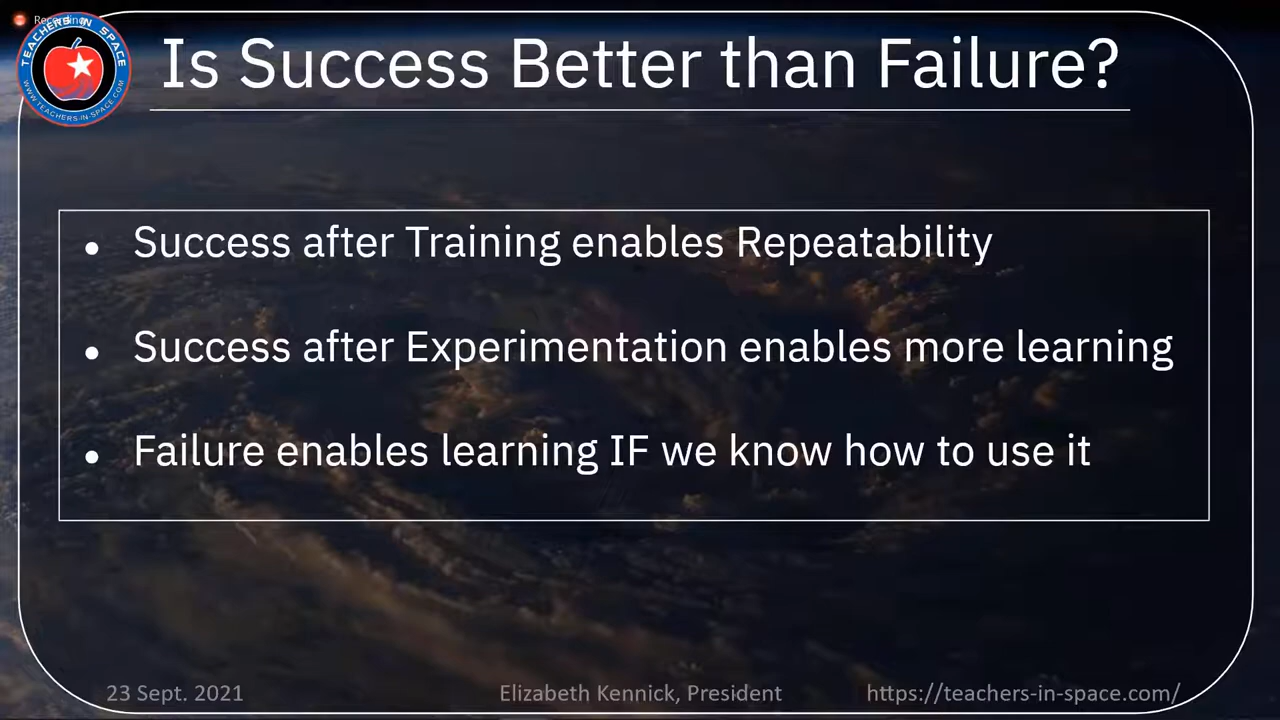 Recording
TEACHERS IN SPACE
WWW.TEACHERS-IN-SPACE.COM
Is Success Better than Failure?
• Success after Training enables Repeatability
• Success after Experimentation enables more learning
• Failure enables learning IF we know how to use it
23 Sept. 2021 Elizabeth Kennick, President https://teachers-in-space.com/